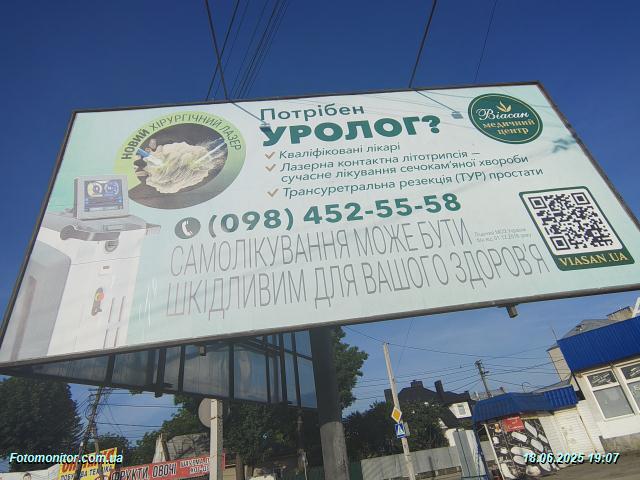 Потрібен
УРОЛОГ?
НОВИЙ ХІРУРГІЧНИЙ ЛАЗЕР
Кваліфіковані лікарі
Лазерна контактна літотрипсія –
сучасне лікування сечокам'яної хвороби
Трансуретральна резекція (ТУР) простати
Віасан
медичний
центр
(098) 452-55-58
САМОЛІКУВАННЯ МОЖЕ БУТИ
ШКІДЛИВИМ ДЛЯ ВАШОГО ЗДОРОВ'Я
VIASAN.UA
ФРУКТИ ОВОЧІ
Fotomonitor.com.ua
18.06.2025 19:07